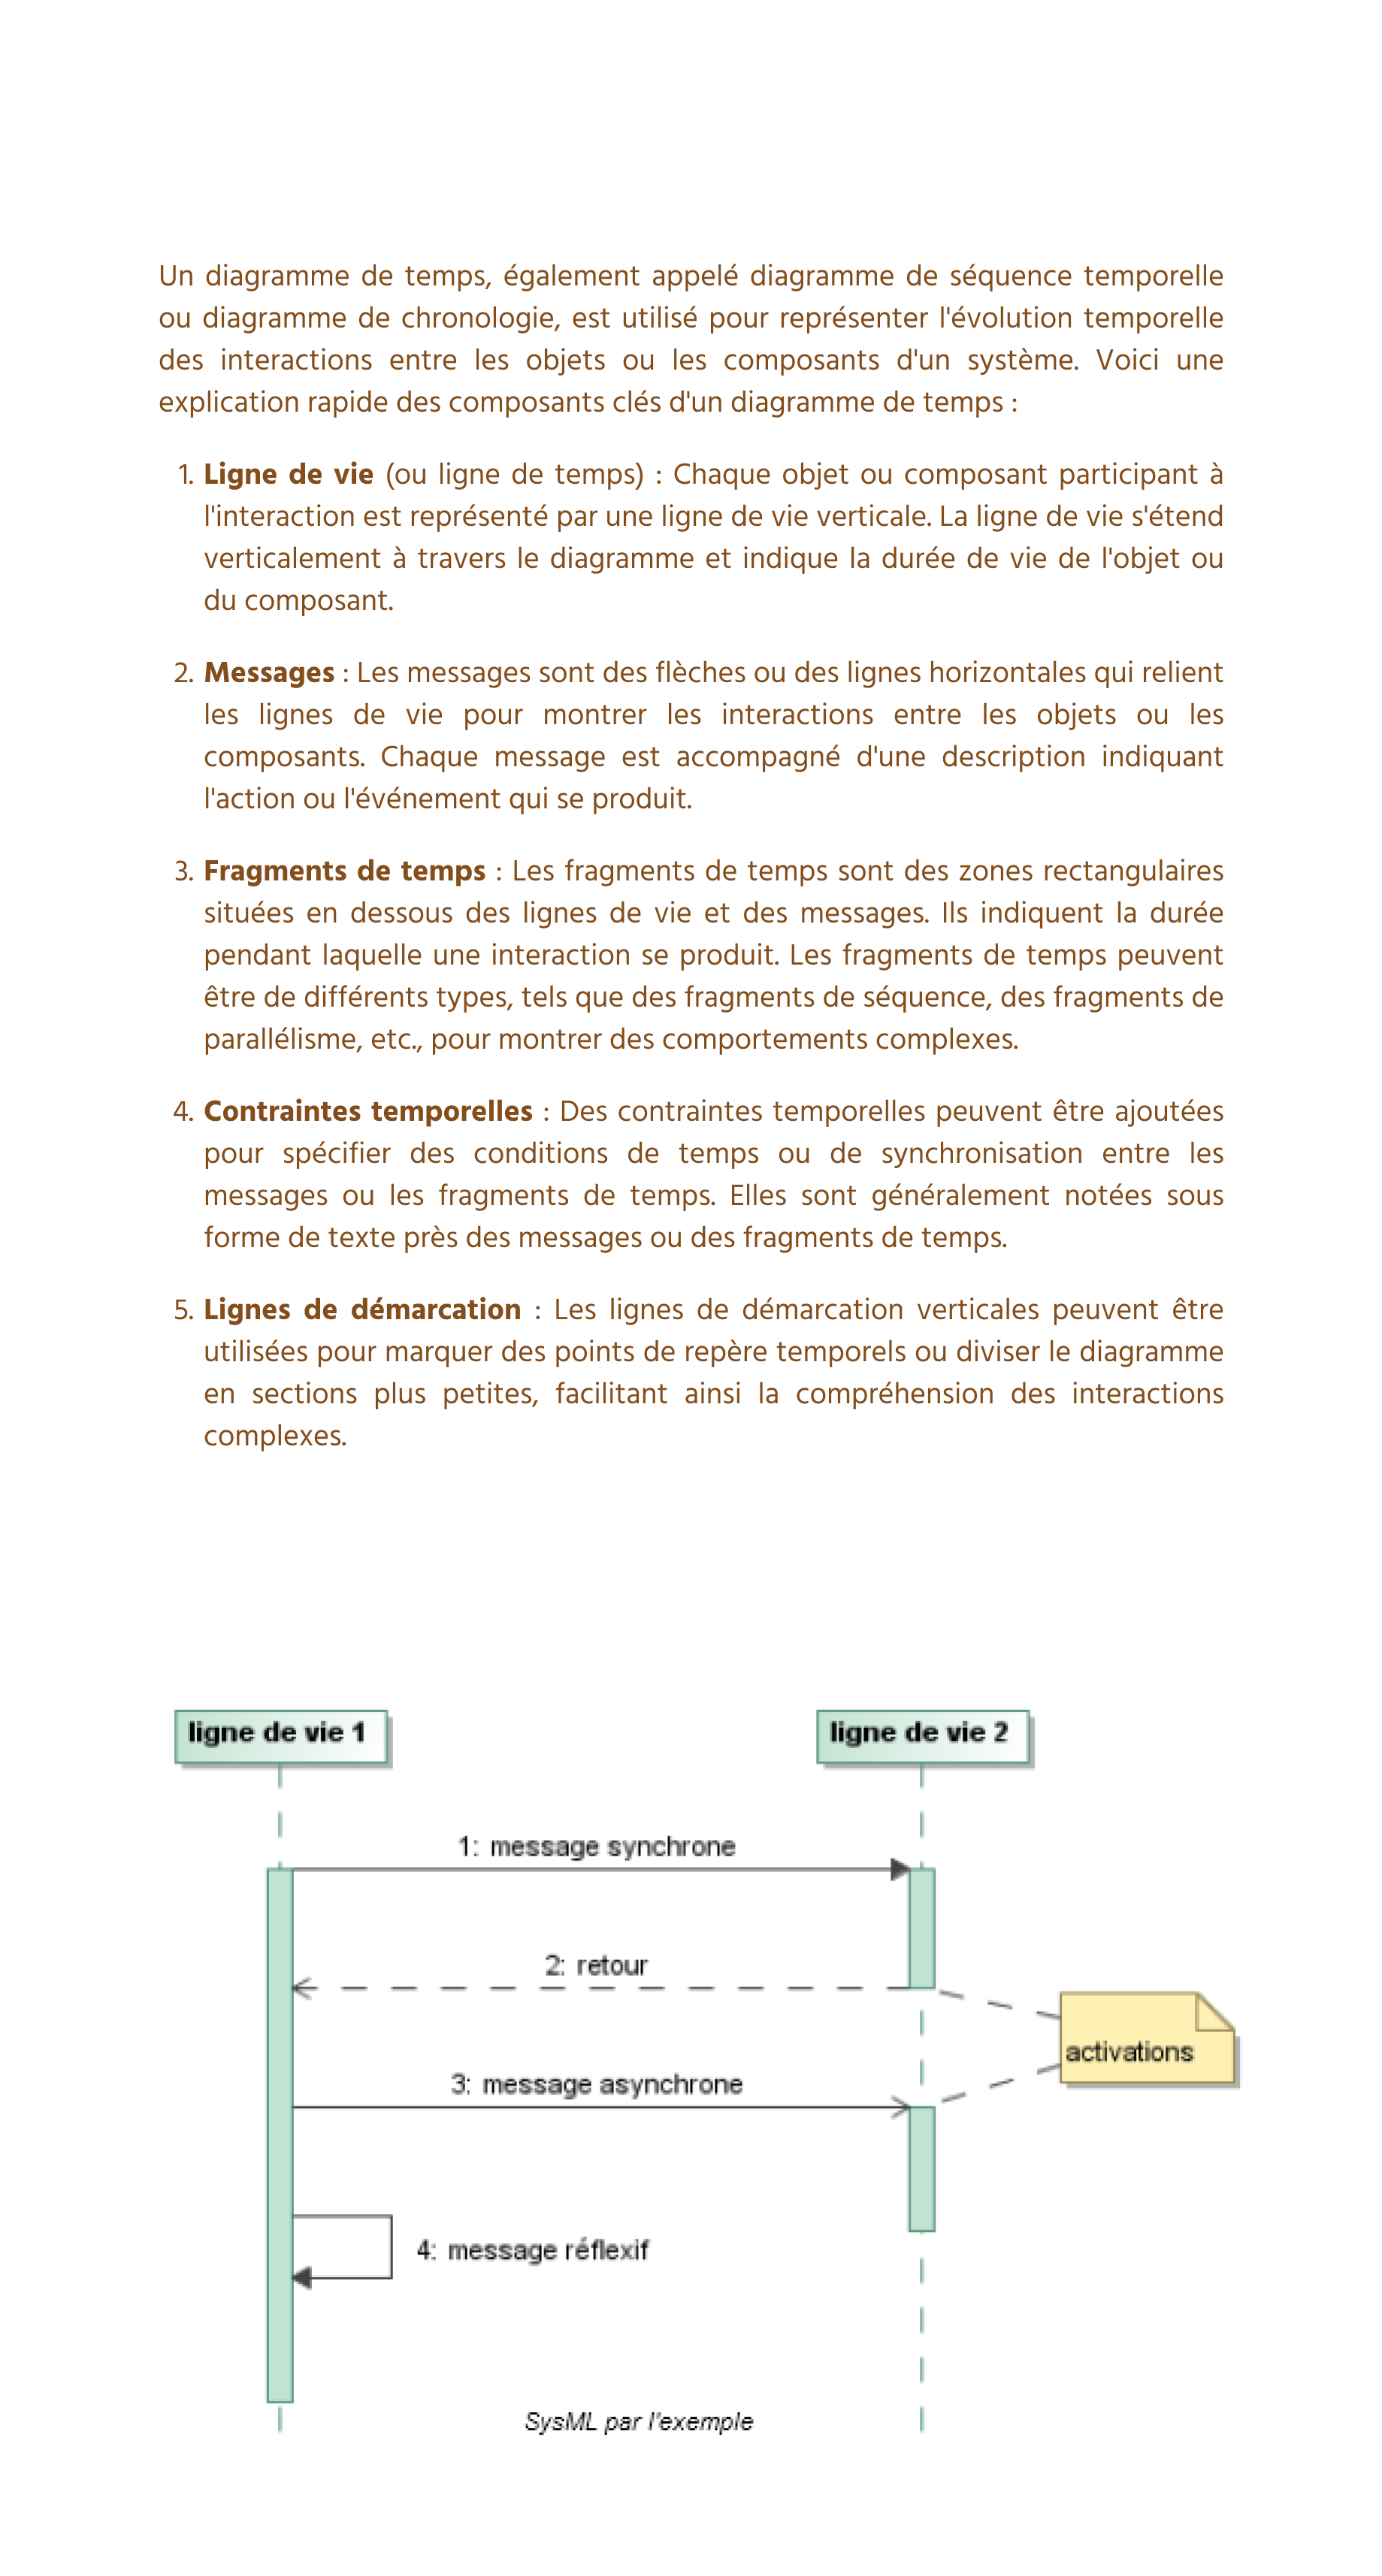 Un diagramme de temps, également appelé diagramme de séquence temporelle
ou diagramme de chronologie, est utilisé pour représenter l'évolution temporelle
des interactions entre les objets ou les composants d'un système. Voici une
explication rapide des composants clés d'un diagramme de temps :
1. Ligne de vie (ou ligne de temps) : Chaque objet ou composant participant à
l'interaction est représenté par une ligne de vie verticale. La ligne de vie s'étend
verticalement à travers le diagramme et indique la durée de vie de l'objet ou
du composant.
2. Messages : Les messages sont des flèches ou des lignes horizontales qui relient
les lignes de vie pour montrer les interactions entre les objets ou les
composants. Chaque message est accompagné d'une description indiquant
l'action ou l'événement qui se produit.
3. Fragments de temps : Les fragments de temps sont des zones rectangulaires
situées en dessous des lignes de vie et des messages. Ils indiquent la durée
pendant laquelle une interaction se produit. Les fragments de temps peuvent
être de différents types, tels que des fragments de séquence, des fragments de
parallélisme, etc., pour montrer des comportements complexes.
4. Contraintes temporelles : Des contraintes temporelles peuvent être ajoutées
pour spécifier des conditions de temps ou de synchronisation entre les
messages ou les fragments de temps. Elles sont généralement notées sous
forme de texte près des messages ou des fragments de temps.
5. Lignes de démarcation : Les lignes de démarcation verticales peuvent être
utilisées pour marquer des points de repère temporels ou diviser le diagramme
en sections plus petites, facilitant ainsi la compréhension des interactions
complexes.
ligne de vie 1
ligne de vie 2
1: message synchrone
2: retour
activations
3: message asynchrone
4: message réflexif
SysML par l'exemple